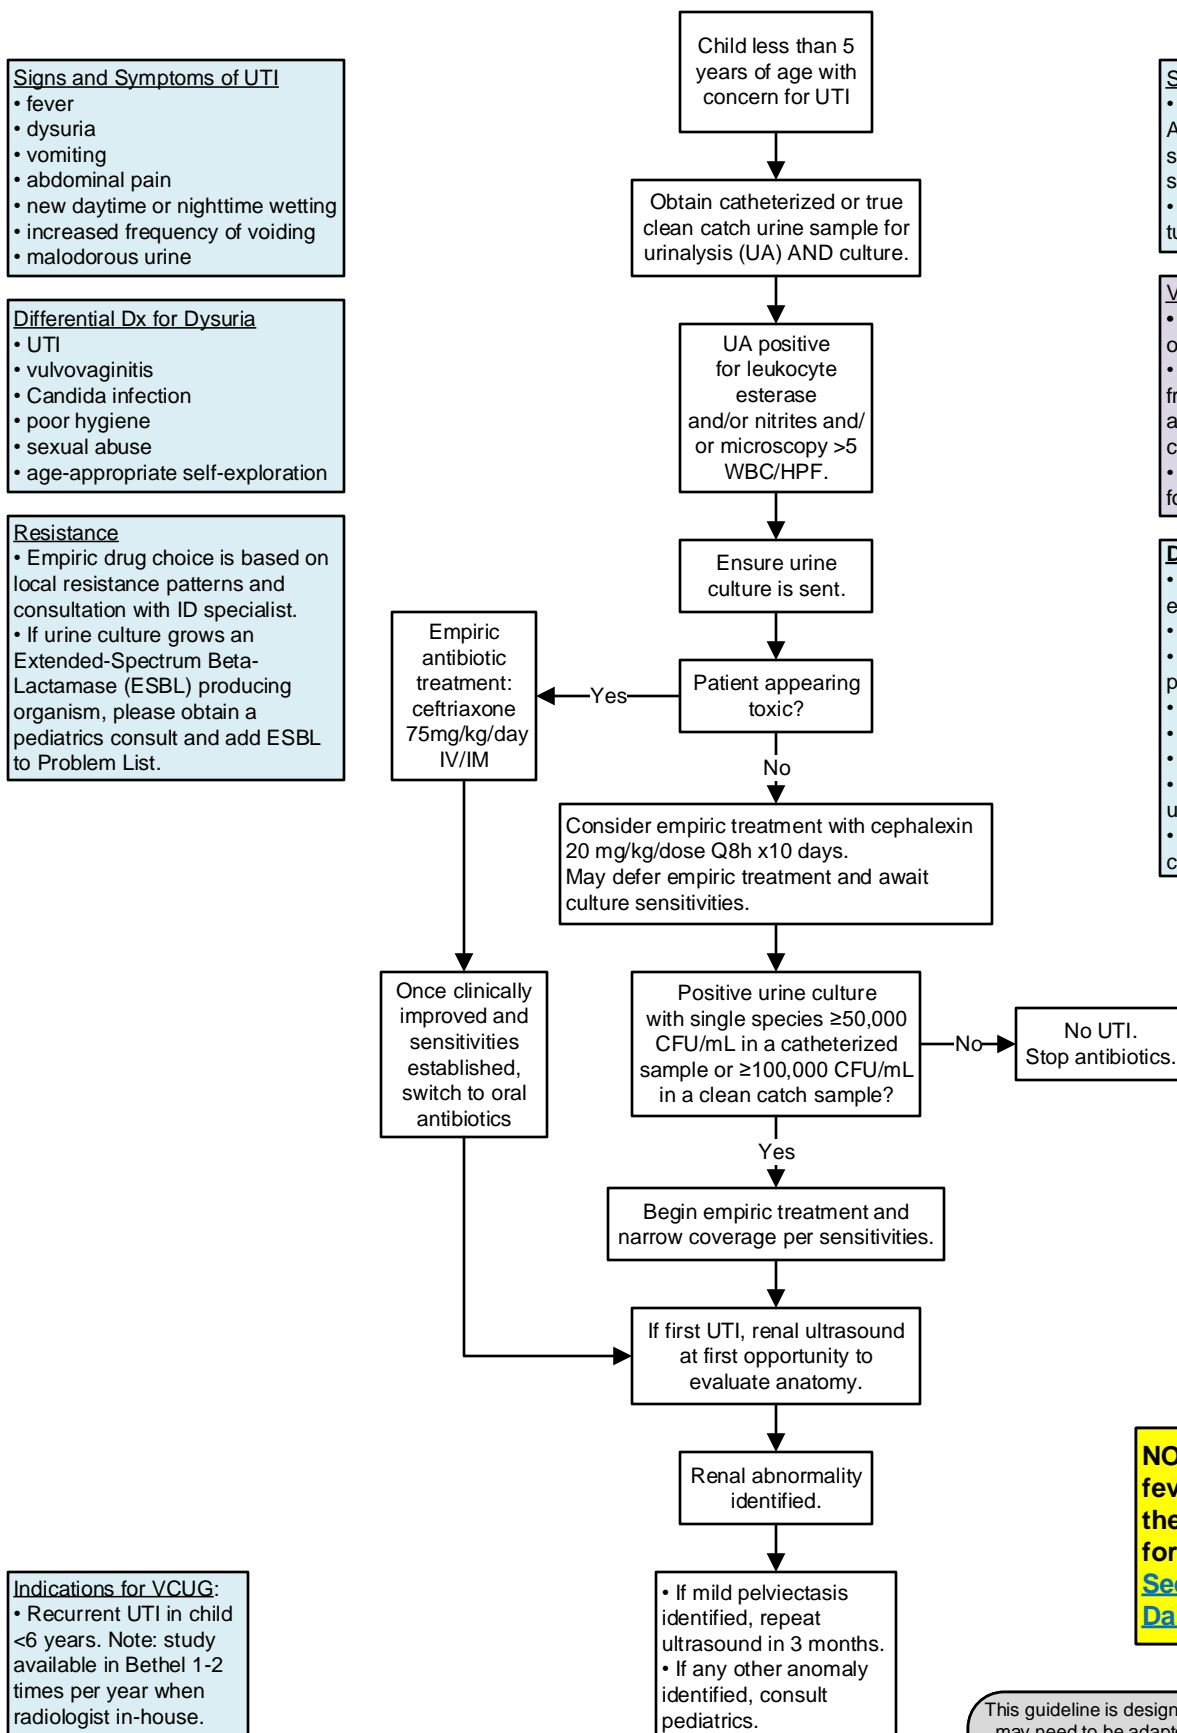 Child less than 5
years of age with
concern for UTI
Signs and Symptoms of UTI
• fever
• dysuria
• vomiting
• abdominal pain
• new daytime or nighttime wetting
• increased frequency of voiding
• malodorous urine
Obtain catheterized or true
clean catch urine sample for
urinalysis (UA) AND culture.
Differential Dx for Dysuria
• UTI
• vulvovaginitis
• Candida infection
• poor hygiene
• sexual abuse
• age-appropriate self-exploration
UA positive
for leukocyte
esterase
and/or nitrites and/
or microscopy >5
WBC/HPF.
Resistance
• Empiric drug choice is based on
local resistance patterns and
consultation with ID specialist.
• If urine culture grows an
Extended-Spectrum Beta-
Lactamase (ESBL) producing
organism, please obtain a
pediatrics consult and add ESBL
to Problem List.
Ensure urine
culture is sent.
Patient appearing
toxic?
Yes
Empiric
antibiotic
treatment:
ceftriaxone
75mg/kg/day
IV/IM
No
Consider empiric treatment with cephalexin
20 mg/kg/dose Q8h x10 days.
May defer empiric treatment and await
culture sensitivities.
Once clinically
improved and
sensitivities
established,
switch to oral
antibiotics
Positive urine culture
with single species ≥50,000
CFU/mL in a catheterized
sample or ≥100,000 CFU/mL
in a clean catch sample?
No
No UTI.
Stop antibiotics.
Yes
Begin empiric treatment and
narrow coverage per sensitivities.
If first UTI, renal ultrasound
at first opportunity to
evaluate anatomy.
Renal abnormality
identified.
• If mild pelviectasis
identified, repeat
ultrasound in 3 months.
• If any other anomaly
identified, consult
pediatrics.
Indications for VCUG:
• Recurrent UTI in child
<6 years. Note: study
available in Bethel 1-2
times per year when
radiologist in-house.
This guideline is design
may need to be adapte